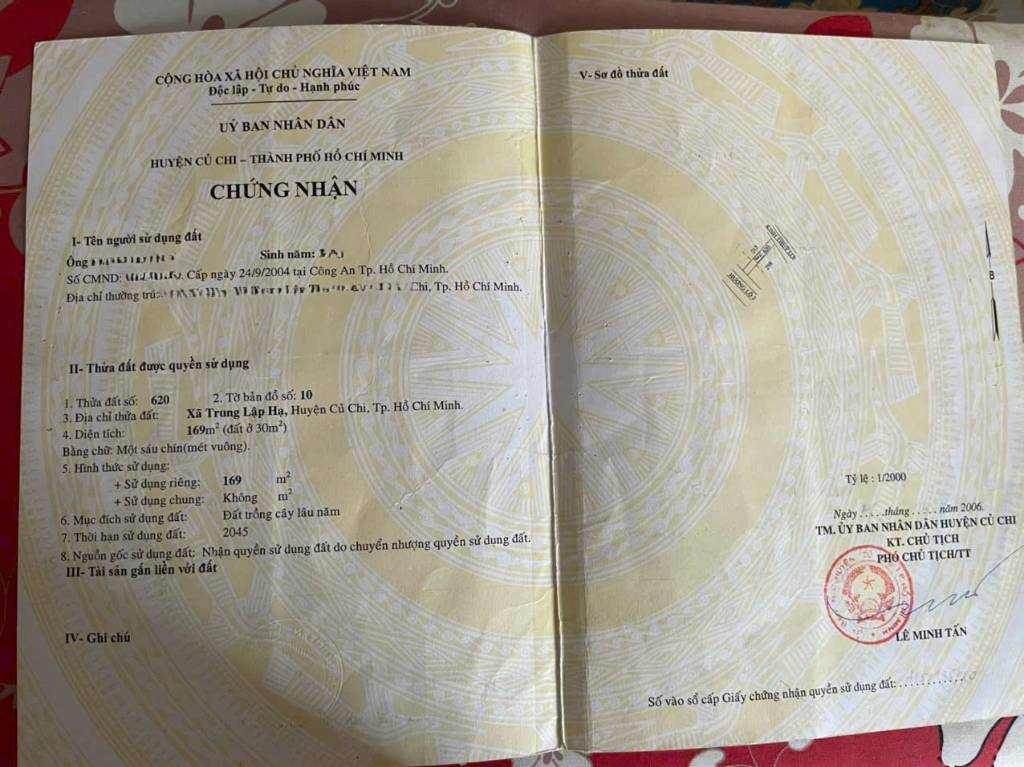 CỘNG HÒA XÃ HỘI CHỦ NGHĨA VIỆT NAM
Độc lập - Tự do - Hạnh phúc
UỶ BAN NHÂN DÂN
HUYỆN CỦ CHI – THÀNH PHỐ HỒ CHÍ MINH
CHỨNG NHẬN
I- Tên người sử dụng đất
Ông
Sinh năm:
Số CMND: Cấp ngày 24/9/2004 tại Công An Tp. Hồ Chí Minh.
Địa chỉ thường trú: Chi, Tp. Hồ Chí Minh.
II- Thửa đất được quyền sử dụng
1. Thửa đất số: 620 2. Tờ bản đồ số: 10
3. Địa chỉ thửa đất: Xã Trung Lập Hạ, Huyện Củ Chi, Tp. Hồ Chí Minh.
4. Diện tích: 169m² (đất ở 30m²)
Bằng chữ: Một sáu chín(mét vuông).
5. Hình thức sử dụng:
+ Sử dụng riêng: 169 m²
+ Sử dụng chung: Không m²
6. Mục đích sử dụng đất: Đất trồng cây lâu năm
7. Thời hạn sử dụng đất: 2045
8. Nguồn gốc sử dụng đất: Nhận quyền sử dụng đất do chuyển nhượng quyền sử dụng đất.
III- Tài sản gắn liền với đất
IV- Ghi chú
V- Sơ đồ thửa đất
B
Tỷ lệ : 1/2000
Ngày .....tháng ..... năm 2006.
TM. ỦY BAN NHÂN DÂN HUYỆN CỦ CHI
KT. CHỦ TỊCH
PHÓ CHỦ TỊCH/TT
LÊ MINH TẤN
Số vào sổ cấp Giấy chứng nhận quyền sử dụng đất: